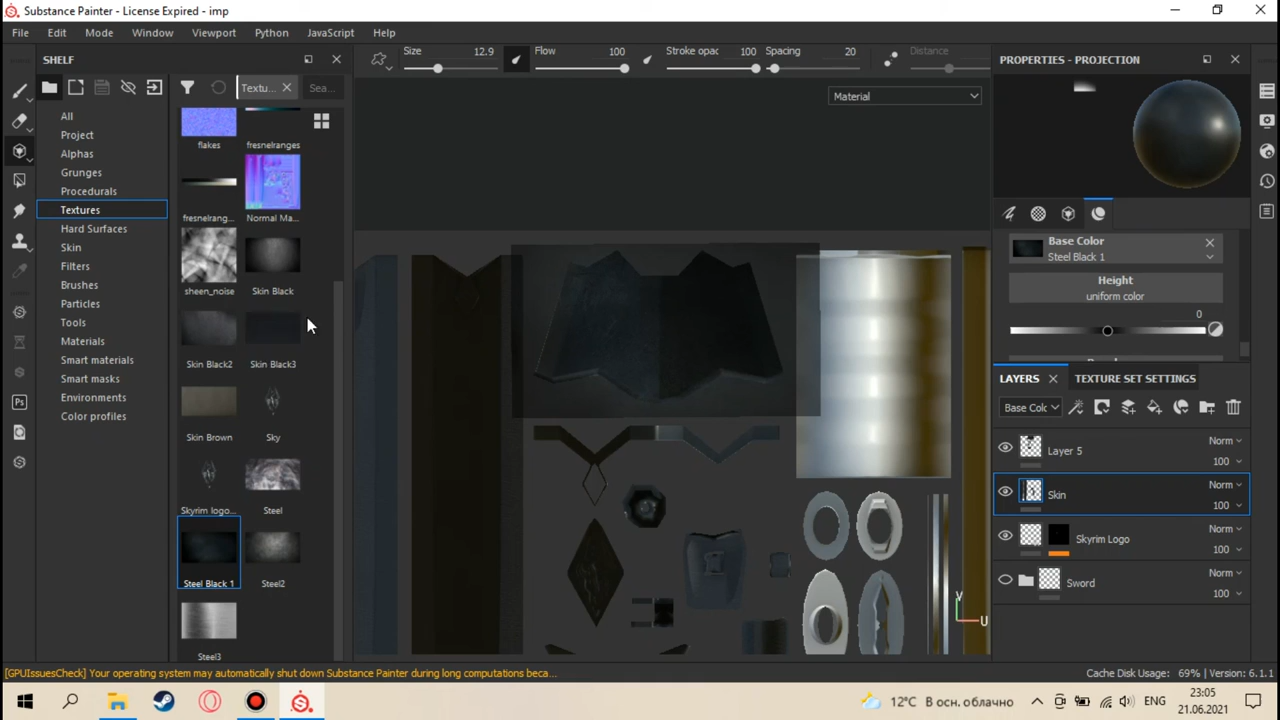 Substance Painter - License Expired - imp
File Edit Mode Window Viewport Python JavaScript Help
SHELF
Size 12.9 Flow 100 Stroke opac 100 Spacing 20 Distance
PROPERTIES - PROJECTION
Textu... Sea...
Material
All
Project
Alphas
Grunges
Procedurals
Textures
Hard Surfaces
Skin
Filters
Brushes
Particles
Tools
Materials
Smart materials
Smart masks
Environments
Color profiles
flakes fresnelranges
fresnelrang... Normal Ma...
sheen_noise Skin Black
Skin Black2 Skin Black3
Skin Brown Sky
Skyrim logo... Steel
Steel Black 1 Steel2
Steel3
V
U
Base Color
Steel Black 1
Height
uniform color
0
LAYERS TEXTURE SET SETTINGS
Base Colc
Layer 5 Norm 100
Skin Norm 100
Skyrim Logo Norm 100
Sword Norm 100
[GPUIssuesCheck] Your operating system may automatically shut down Substance Painter during long computations beca...
Cache Disk Usage: 69% | Version: 6.1.1
Ps
12°C В осн. облачно ENG 23:05
21.06.2021